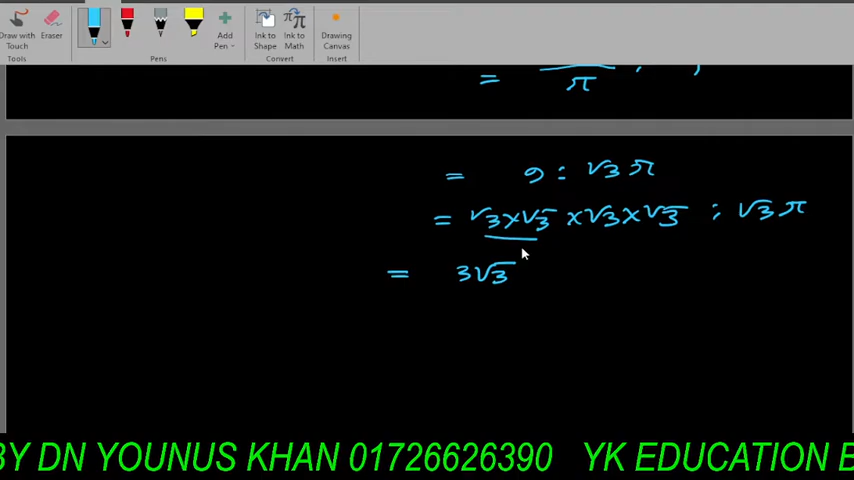 Draw with Touch
Eraser
Add Pen
Ink to Shape
Ink to Math
Drawing Canvas
Tools
Pens
Convert
Insert
= π :
= 9 : √3 π
= √3×√3 ×√3×√3 : √3 π
= 3√3
BY DN YOUNUS KHAN 01726626390 YK EDUCATION B